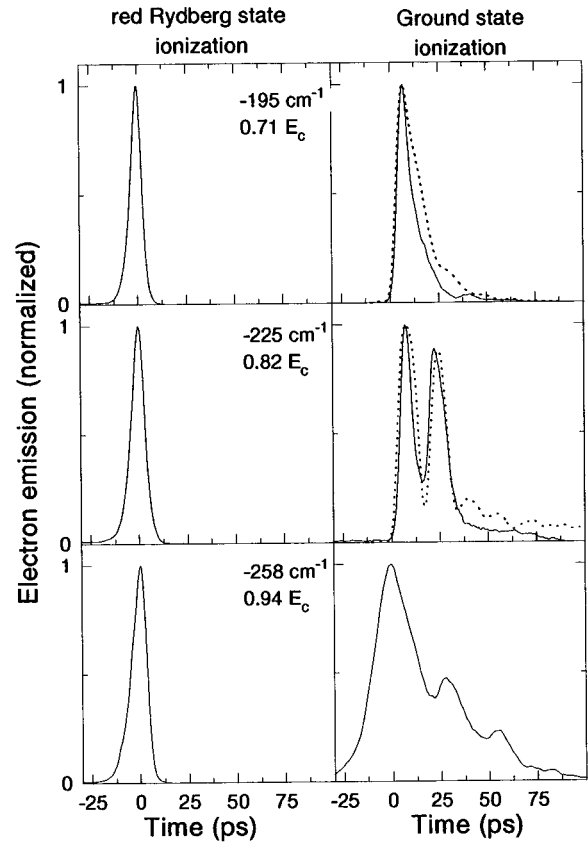 red Rydberg state
ionization
Ground state
ionization
Electron emission (normalized)
1
-195 cm-1
0.71 Ec
0
1
-225 cm-1
0.82 Ec
0
1
-258 cm-1
0.94 Ec
0
-25 0 25 50 75
-25 0 25 50 75
Time (ps)
Time (ps)